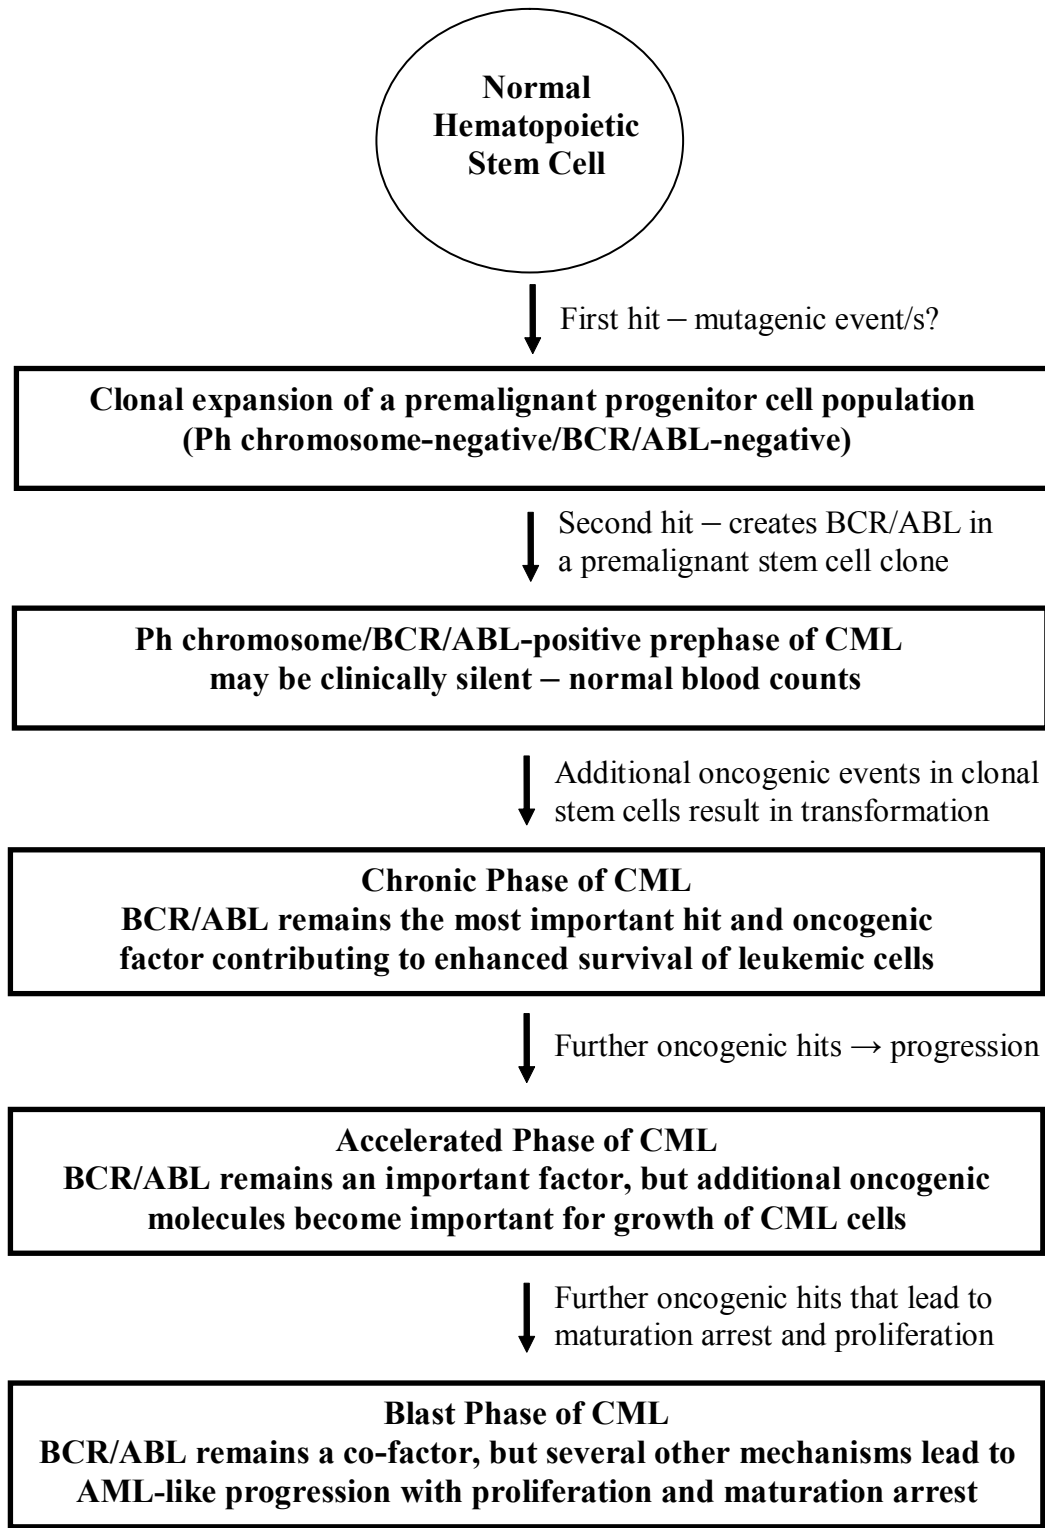 Normal
Hematopoietic
Stem Cell
First hit – mutagenic event/s?
Clonal expansion of a premalignant progenitor cell population
(Ph chromosome-negative/BCR/ABL-negative)
Second hit – creates BCR/ABL in
a premalignant stem cell clone
Ph chromosome/BCR/ABL-positive prephase of CML
may be clinically silent – normal blood counts
Additional oncogenic events in clonal
stem cells result in transformation
Chronic Phase of CML
BCR/ABL remains the most important hit and oncogenic
factor contributing to enhanced survival of leukemic cells
Further oncogenic hits → progression
Accelerated Phase of CML
BCR/ABL remains an important factor, but additional oncogenic
molecules become important for growth of CML cells
Further oncogenic hits that lead to
maturation arrest and proliferation
Blast Phase of CML
BCR/ABL remains a co-factor, but several other mechanisms lead to
AML-like progression with proliferation and maturation arrest